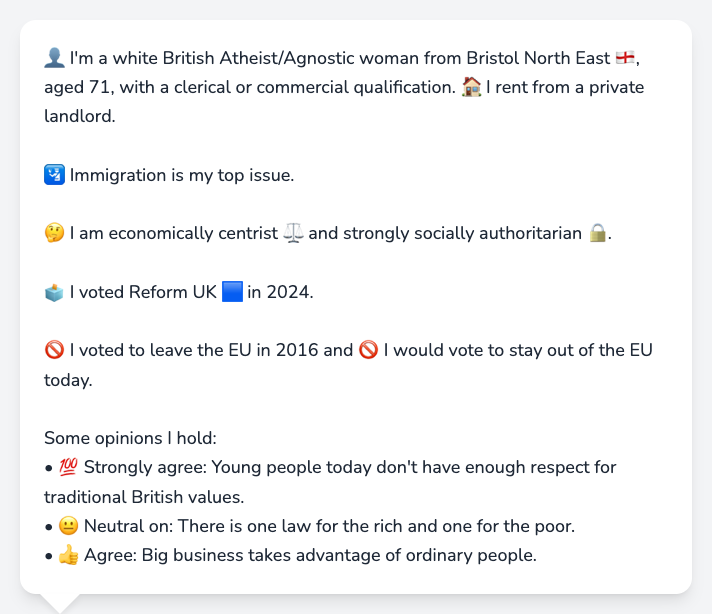 👤 I'm a white British Atheist/Agnostic woman from Bristol North East 🏴󠁧󠁢󠁥󠁮󠁧󠁿,
aged 71, with a clerical or commercial qualification. 🏠 I rent from a private
landlord.
🛂 Immigration is my top issue.
🤔 I am economically centrist ⚖️ and strongly socially authoritarian 🔒.
🗳️ I voted Reform UK 🟦 in 2024.
🚫 I voted to leave the EU in 2016 and 🚫 I would vote to stay out of the EU
today.
Some opinions I hold:
• 💯 Strongly agree: Young people today don't have enough respect for
traditional British values.
• 😐 Neutral on: There is one law for the rich and one for the poor.
• 👍 Agree: Big business takes advantage of ordinary people.